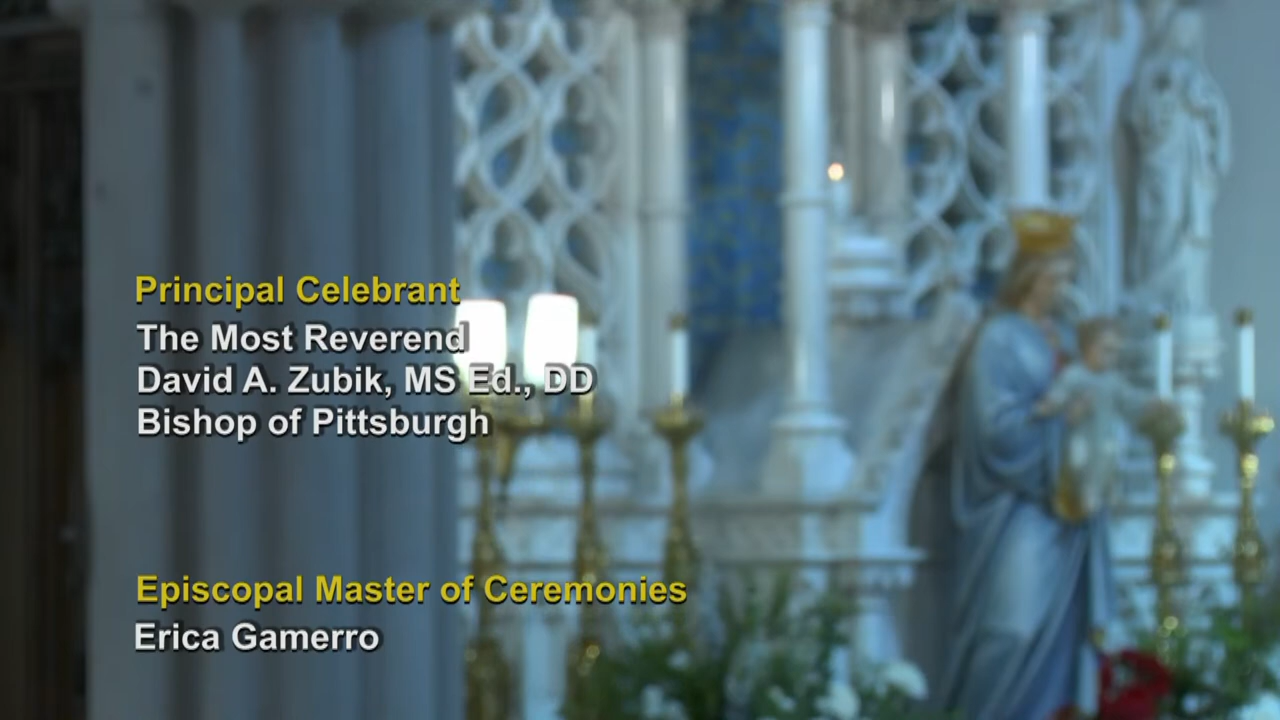 Principal Celebrant
The Most Reverend
David A. Zubik, MS Ed., DD
Bishop of Pittsburgh
Episcopal Master of Ceremonies
Erica Gamerro